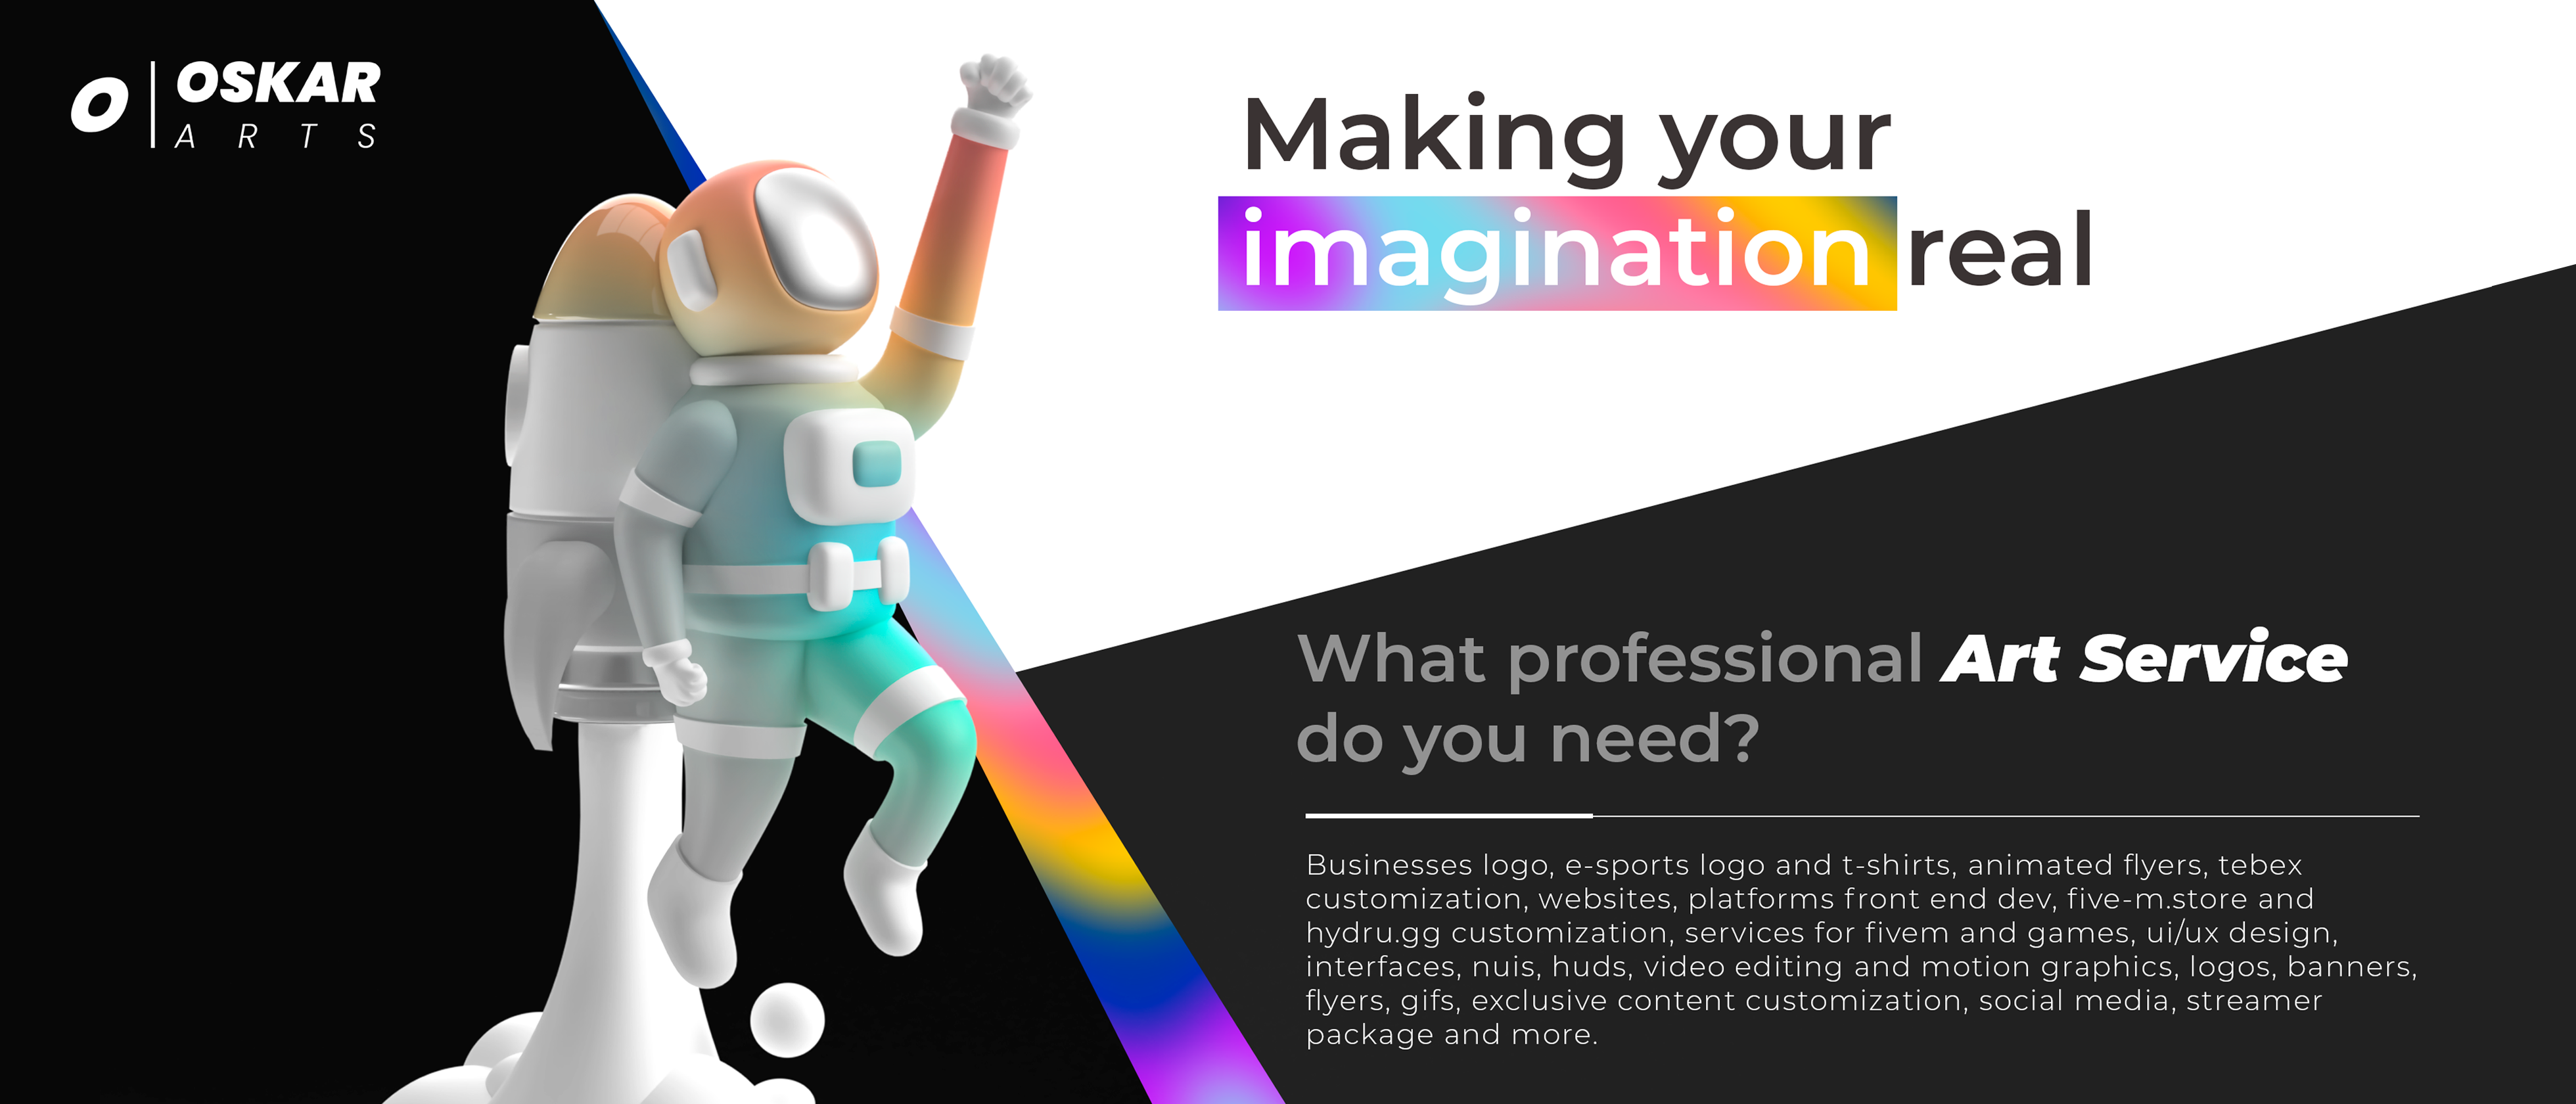 O
OSKAR
ARTS
Making your
imagination real
What professional Art Service
do you need?
Businesses logo, e-sports logo and t-shirts, animated flyers, tebex
customization, websites, platforms front end dev, five-m.store and
hydru.gg customization, services for fivem and games, ui/ux design,
interfaces, nuis, huds, video editing and motion graphics, logos, banners,
flyers, gifs, exclusive content customization, social media, streamer
package and more.